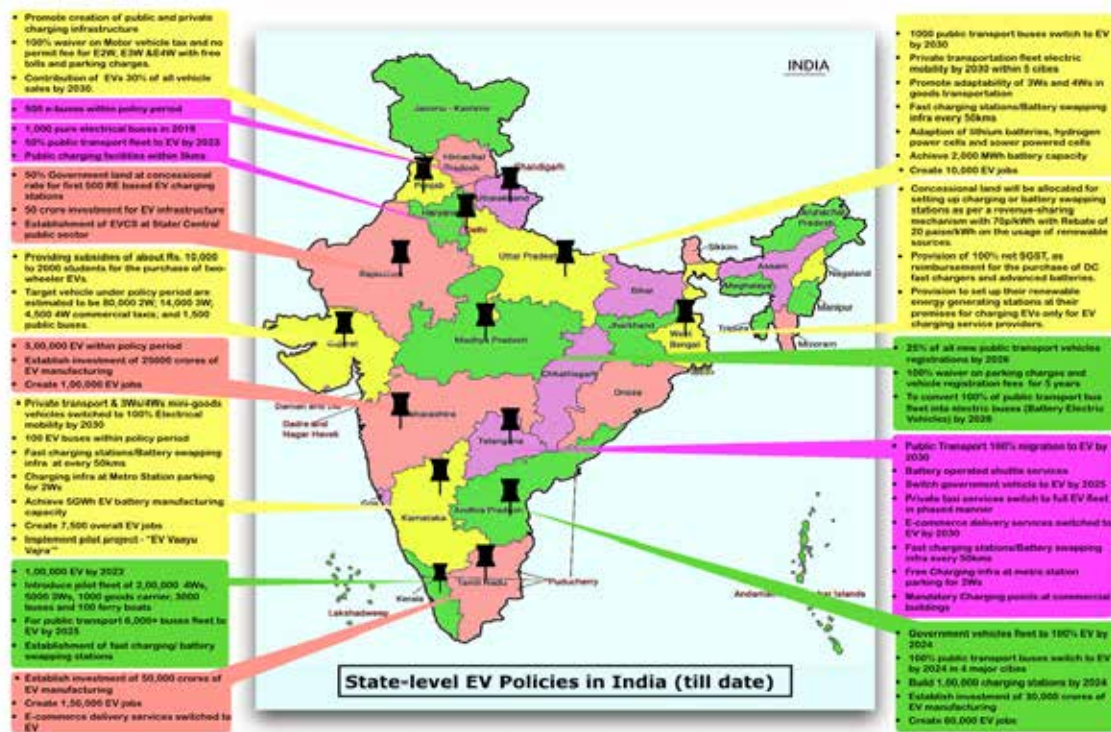 • Promote creation of public and private
charging infrastructure
• 100% waiver on Motor vehicle tax and no
permit fee for E2W, E3W &E4W with free
tolls and parking charges.
• Contribution of EVs 30% of all vehicle
sales by 2030.
• 500 e-buses within policy period
• 1,000 pure electrical buses in 2019
• 50% public transport fleet to EV by 2023
• Public charging facilities within 3kms
• 50% Government land at concessional
rate for first 500 RE based EV charging
stations
• 50 crore investment for EV infrastructure
• Establishment of EVCS at State/ Central
public sector
• Providing subsidies of about Rs. 10,000
to 2000 students for the purchase of two-
wheeler EVs.
• Target vehicle under policy period are
estimated to be 80,000 2W; 14,000 3W;
4,500 4W commercial taxis; and 1,500
public buses.
EV within policy period
• Establish investment of 25000 crores of
EV manufacturing
• Create 1,00,000 EV jobs
• Private transport & 3Ws/4Ws mini-goods
vehicles switched to 100% Electrical
mobility by 2030
• 100 EV buses within policy period
• Fast charging stations/Battery swapping
infra at every 50kms
• Charging infra at Metro Station parking
for 2Ws
• Achieve 5GWh EV battery manufacturing
capacity
• Create 7,500 overall EV jobs
• Implement pilot project - "EV Vaayu
Vajra"
• 1,00,000 EV by 2022
• Introduce pilot fleet of 2,00,000 4Ws,
5000 3Ws, 1000 goods carrier, 3000
buses and 100 ferry boats
• For public transport 6,000+ buses fleet to
EV by 2025
• Establishment of fast charging/ battery
swapping stations
• Establish investment of 50,000 crores of
EV manufacturing
• Create 1,50,000 EV jobs
• E-commerce delivery services switched to
EV
INDIA
Jammu - Kashmir
Himachal
Pradesh
Chandigarh
Punjab
Uttarakhand
Haryana
Delhi
Rajasthan
Uttar Pradesh
Sikkim
Arunachal
Pradesh
Assam
Nagaland
Meghalaya
Manipur
Bihar
Tripura
Mizoram
Gujarat
Madhya Pradesh
Jharkhand
West
Bengal
Chhattisgarh
Orissa
Daman and Diu
Dadra and
Nagar Haveli
Maharashtra
Telangana
Goa
Karnataka
Andhra Pradesh
Tamil Nadu
Puducherry
Kerala
Lakshadweep
Andaman Islands
State-level EV Policies in India (till date)
• 1000 public transport buses switch to EV
by 2030
• Private transportation fleet electric
mobility by 2030 within 5 cities
• Promote adaptability of 3Ws and 4Ws in
goods transportation
• Fast charging stations/Battery swapping
infra every 50kms
• Adaption of lithium batteries, hydrogen
power cells and sower powered cells
• Achieve 2,000 MWh battery capacity
• Create 10,000 EV jobs
• Concessional land will be allocated for
setting up charging or battery swapping
stations as per a revenue-sharing
mechanism with 70p/kWh with Rebate of
20 paise/kWh on the usage of renewable
sources.
• Provision of 100% net SGST, as
reimbursement for the purchase of DC
fast chargers and advanced batteries.
• Provision to set up their renewable
energy generating stations at their
premises for charging EVs only for EV
charging service providers.
• 25% of all new public transport vehicles
registrations by 2026
• 100% waiver on parking charges and
vehicle registration fees for 5 years
• To convert 100% of public transport bus
fleet into electric buses (Battery Electric
Vehicles) by 2028
• Public Transport 100% migration to EV by
2030
• Battery operated shuttle services
• Switch government vehicle to EV by 2025
• Private taxi services switch to full EV fleet
in phased manner
• E-commerce delivery services switched to
EV by 2030
• Fast charging stations/Battery swapping
infra every 50kms
• Free Charging infra at metro station
parking for 2Ws
• Mandatory Charging points at commercial
buildings
• Government vehicles fleet to 100% EV by
2024
• 100% public transport buses switch to EV
by 2024 in 4 major cities
• Build 1,00,000 charging stations by 2024
• Establish investment of 30,000 crores of
EV manufacturing
• Create 60,000 EV jobs